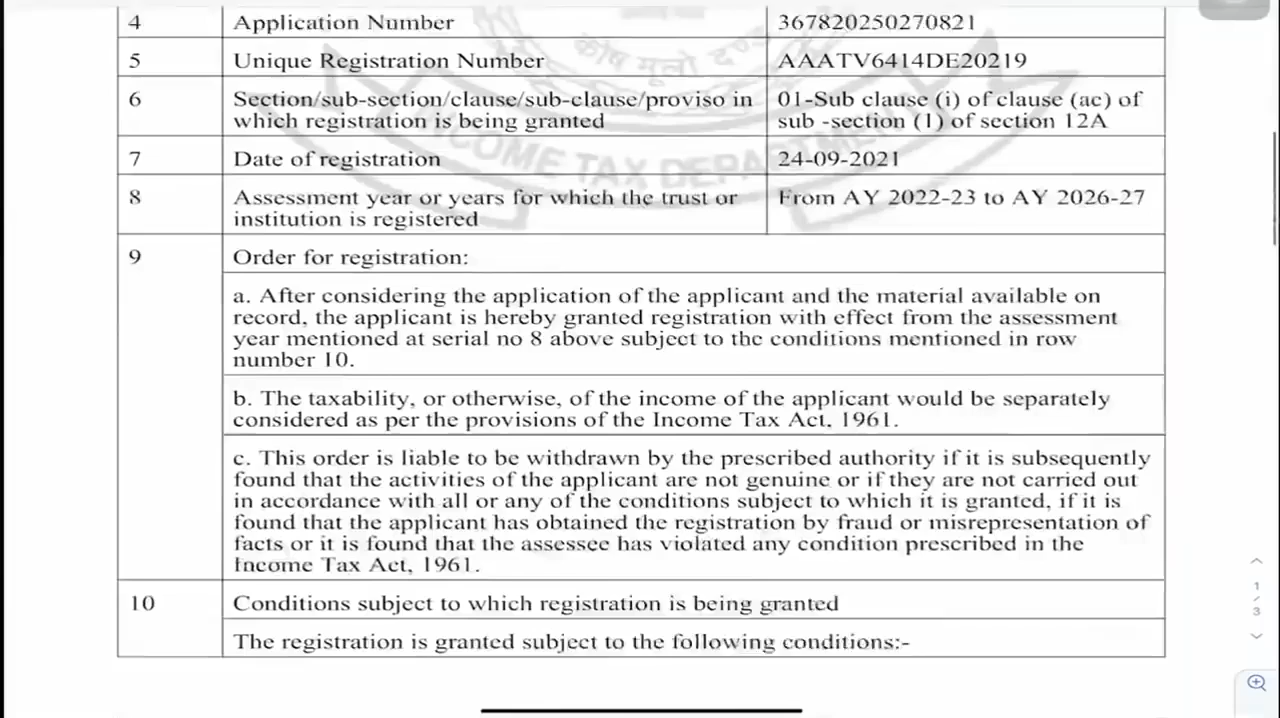 4 Application Number 367820250270821
5 Unique Registration Number AAATV6414DE20219
6 Section/sub-section/clause/sub-clause/proviso in 01-Sub clause (i) of clause (ac) of
which registration is being granted sub -section (1) of section 12A
कोष मूलो दण्ड
INCOME TAX DEPARTMENT
7 Date of registration 24-09-2021
8 Assessment year or years for which the trust or From AY 2022-23 to AY 2026-27
institution is registered
9 Order for registration:
a. After considering the application of the applicant and the material available on
record, the applicant is hereby granted registration with effect from the assessment
year mentioned at serial no 8 above subject to the conditions mentioned in row
number 10.
b. The taxability, or otherwise, of the income of the applicant would be separately
considered as per the provisions of the Income Tax Act, 1961.
c. This order is liable to be withdrawn by the prescribed authority if it is subsequently
found that the activities of the applicant are not genuine or if they are not carried out
in accordance with all or any of the conditions subject to which it is granted, if it is
found that the applicant has obtained the registration by fraud or misrepresentation of
facts or it is found that the assessee has violated any condition prescribed in the
Income Tax Act, 1961.
10 Conditions subject to which registration is being granted
The registration is granted subject to the following conditions:-
1
/
3